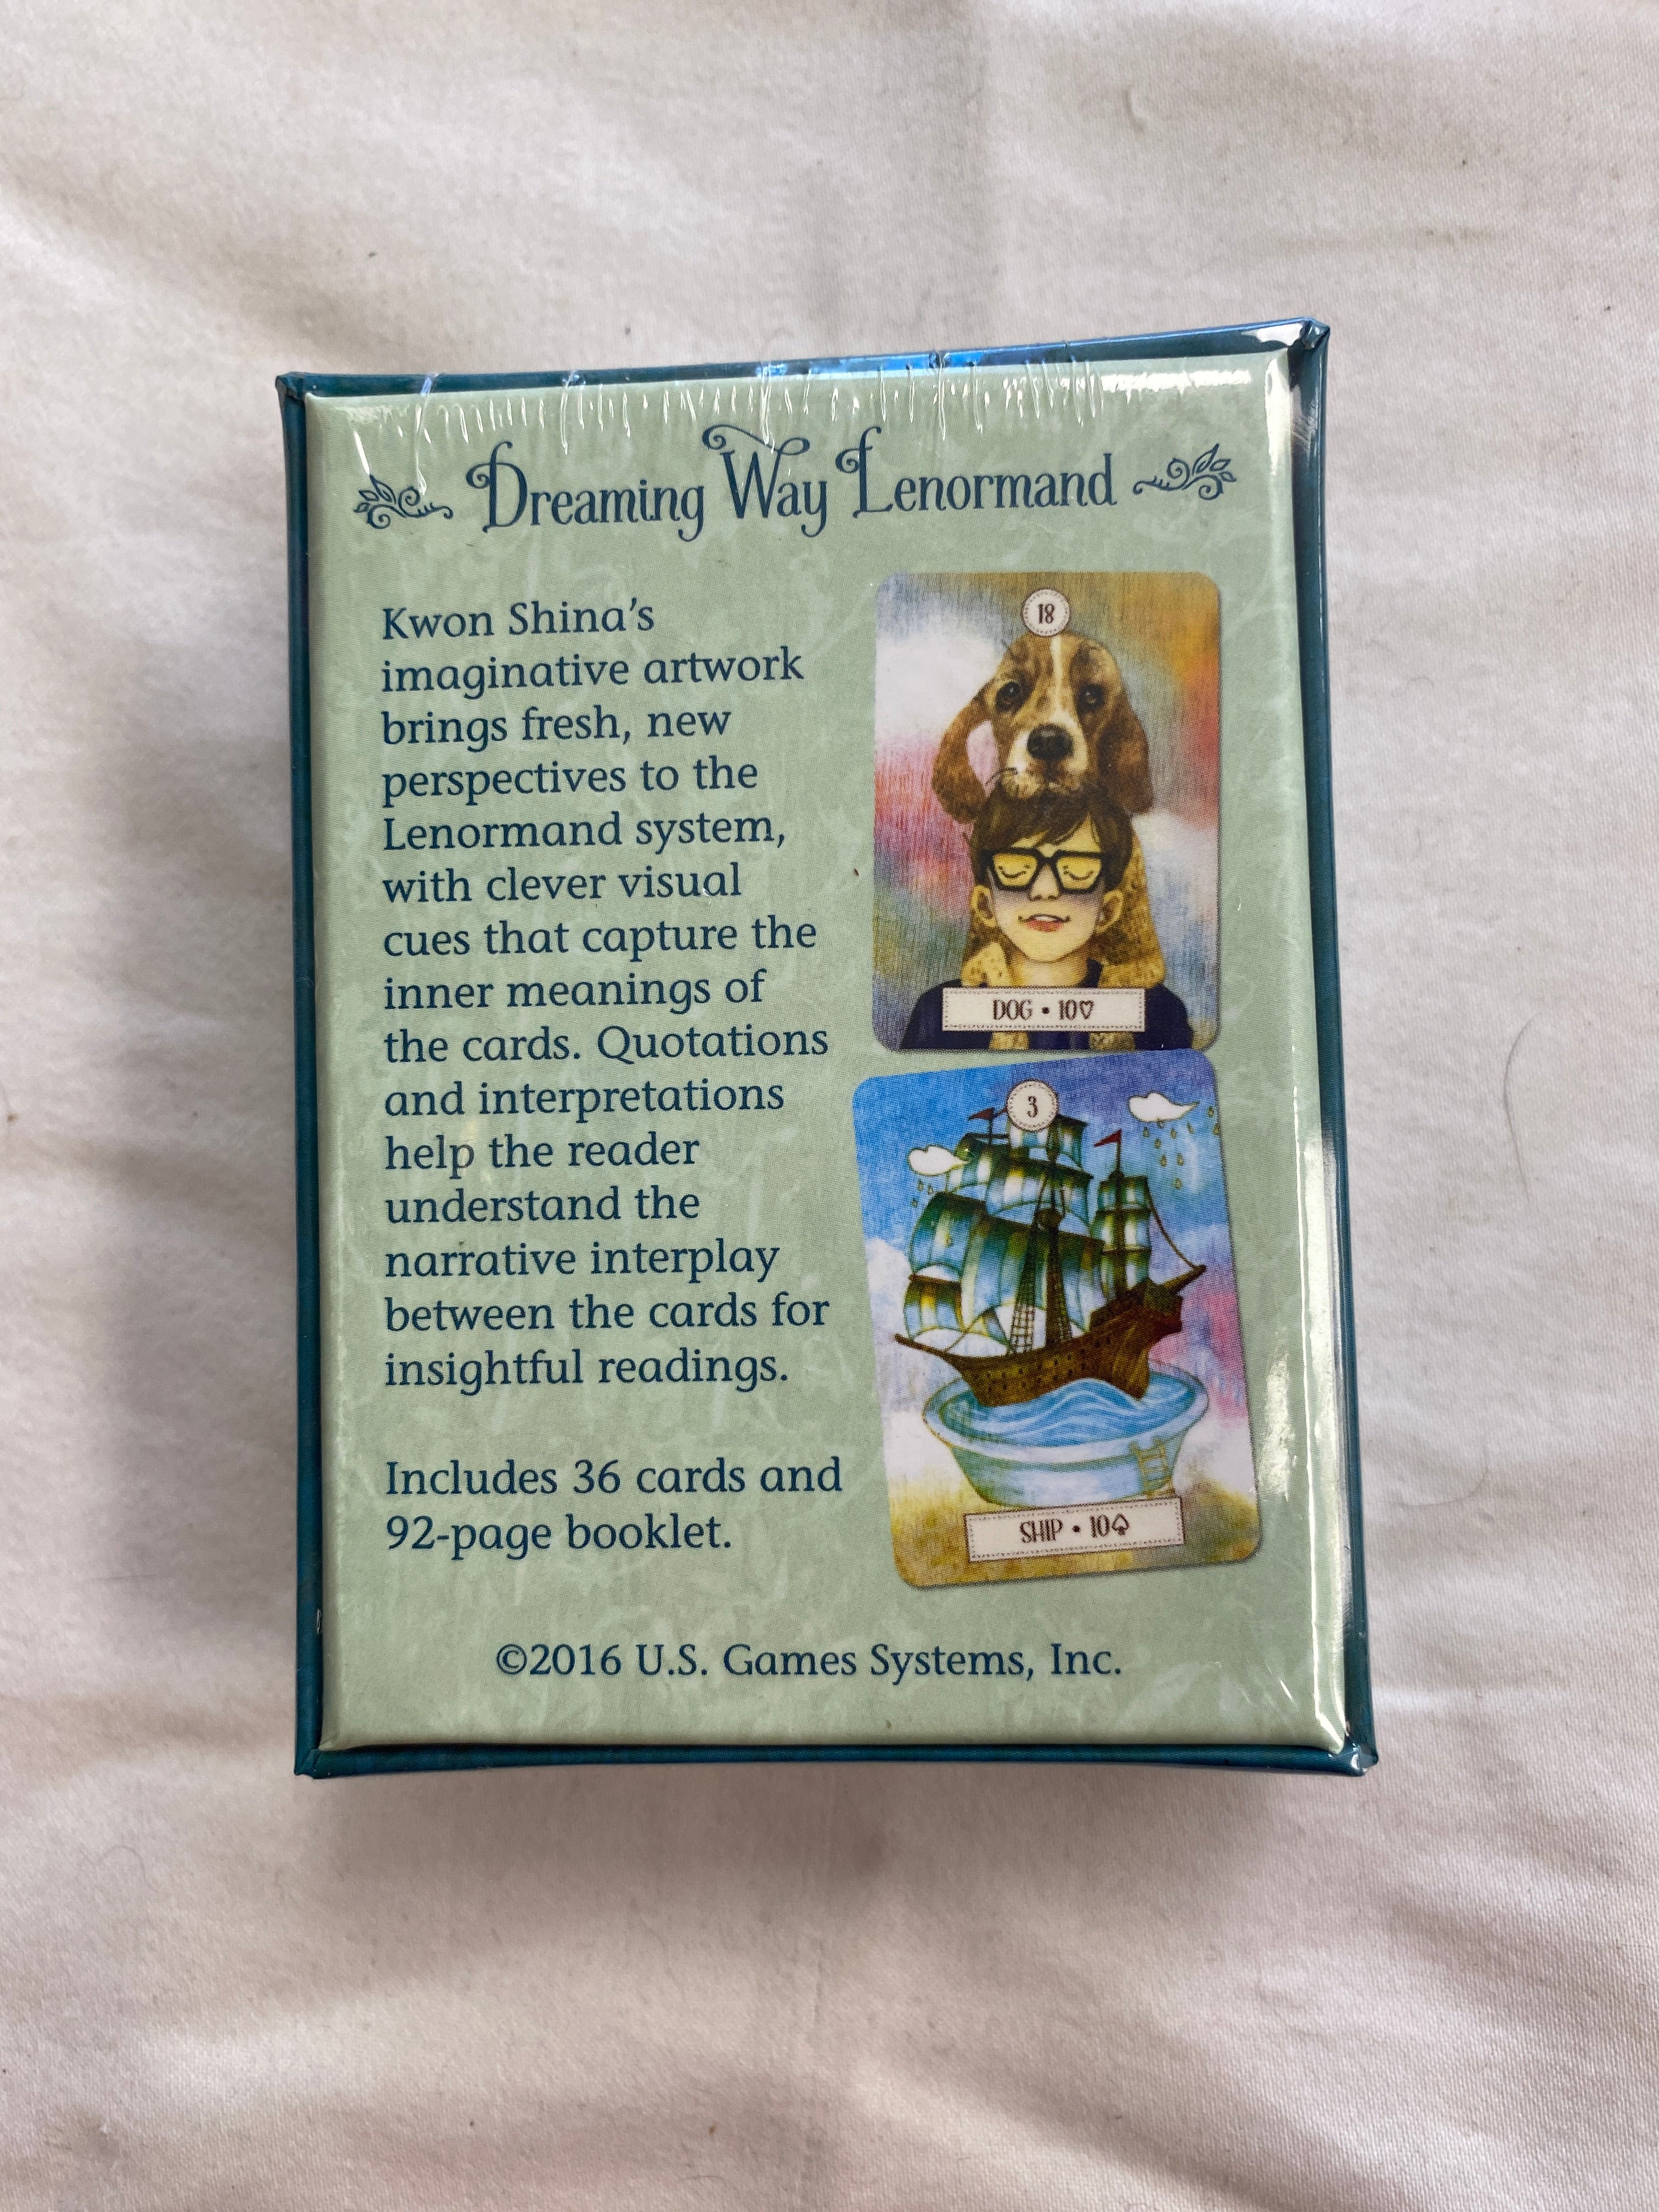 Dreaming Way Lenormand
Kwon Shina's
imaginative artwork
brings fresh, new
perspectives to the
Lenormand system,
with clever visual
cues that capture the
inner meanings of
the cards. Quotations
and interpretations
help the reader
understand the
narrative interplay
between the cards for
insightful readings.
Includes 36 cards and
92-page booklet.
18
DOG • 10♡
3
SHIP • 10♤
©2016 U.S. Games Systems, Inc.